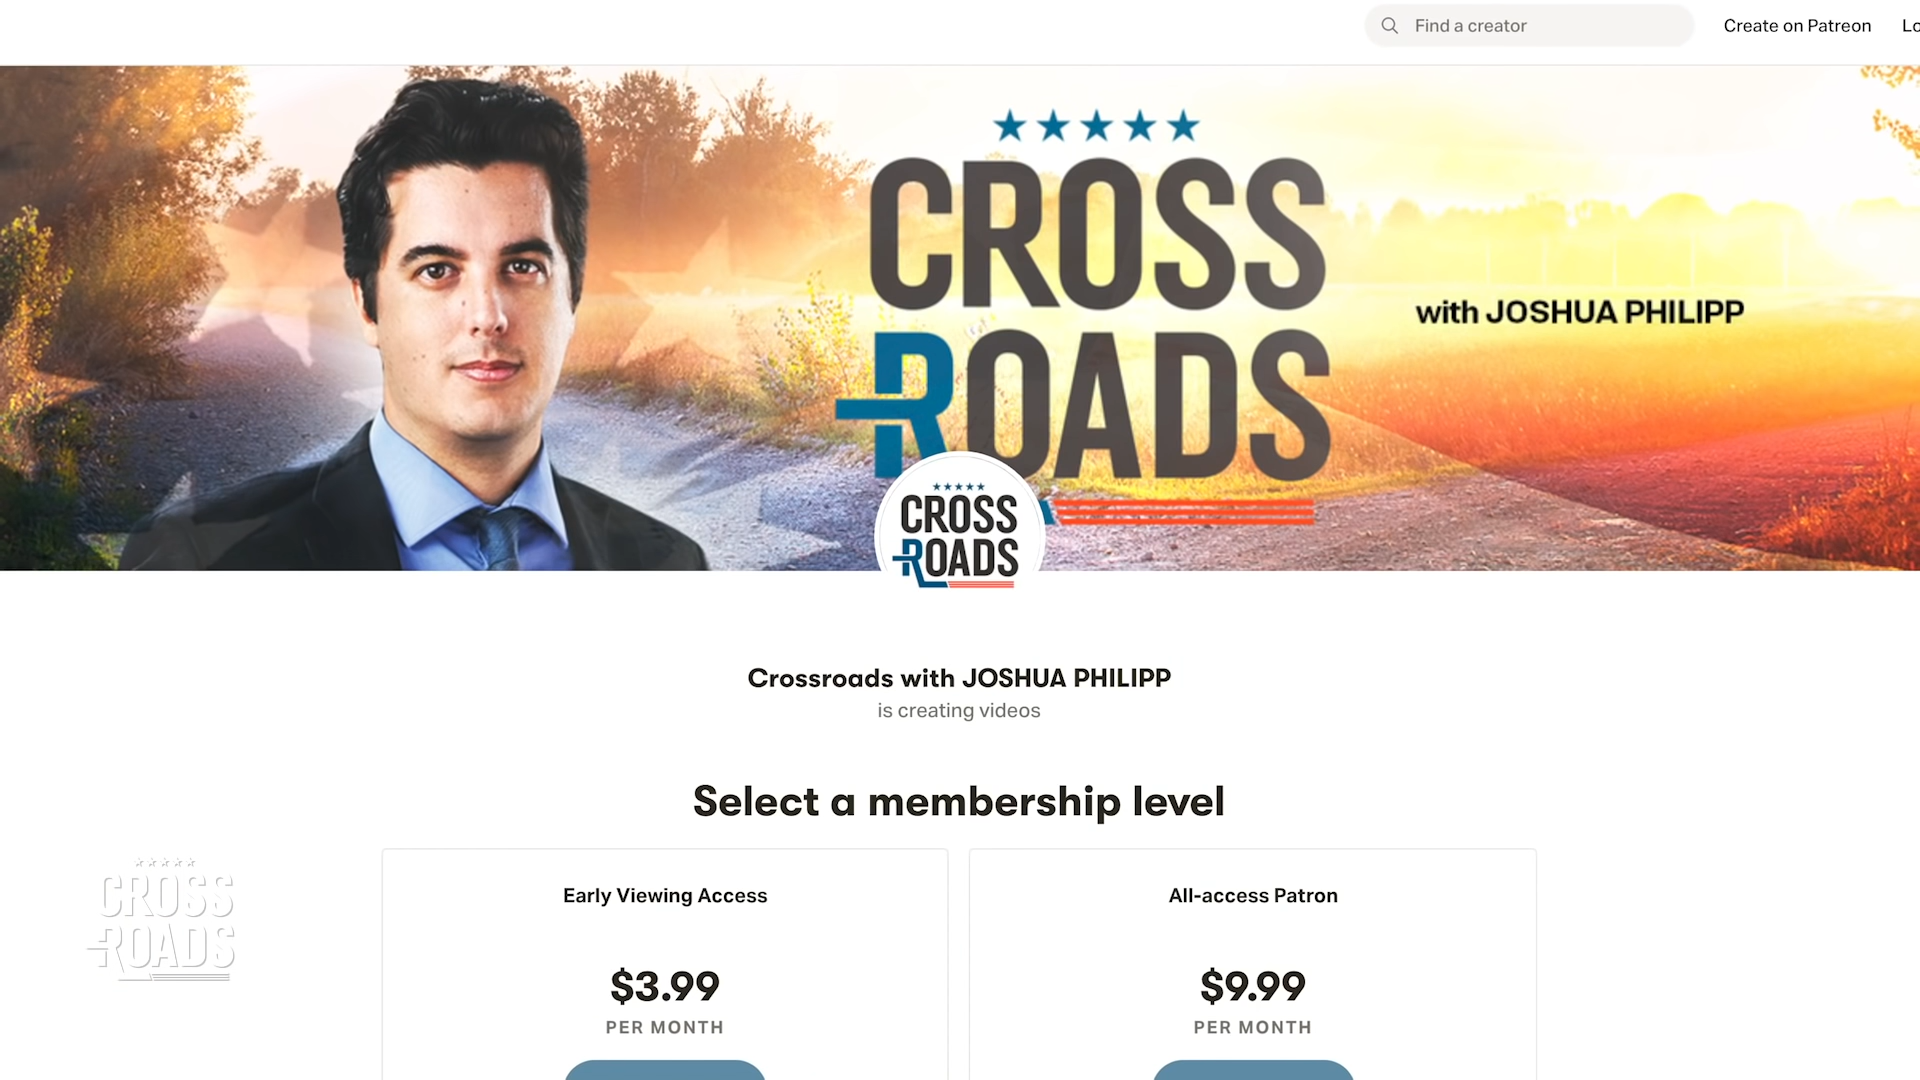 Find a creator
Create on Patreon
Lo
CROSS
ROADS
with JOSHUA PHILIPP
CROSS
ROADS
Crossroads with JOSHUA PHILIPP
is creating videos
Select a membership level
CROSS
ROADS
Early Viewing Access
All-access Patron
$3.99
$9.99
PER MONTH
PER MONTH